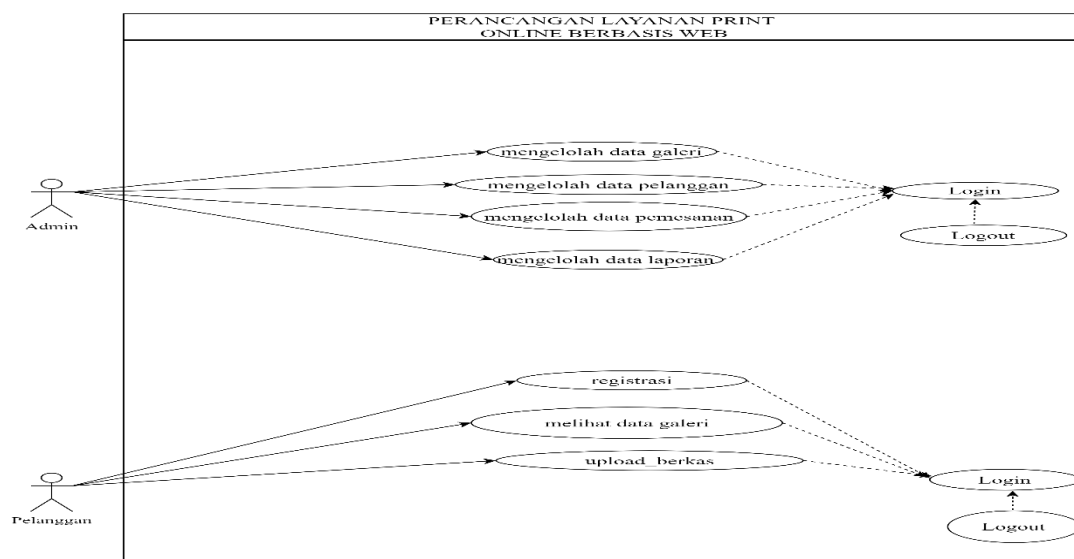 PERANCANGAN LAYANAN PRINT
ONLINE BERBASIS WEB
mengelolah data galeri
mengelolah data pelanggan
Login
Admin
mengelolah data pemesanan
Logout
mengelolah data laporan
registrasi
melihat data galeri
upload_berkas
Login
Pelanggan
Logout